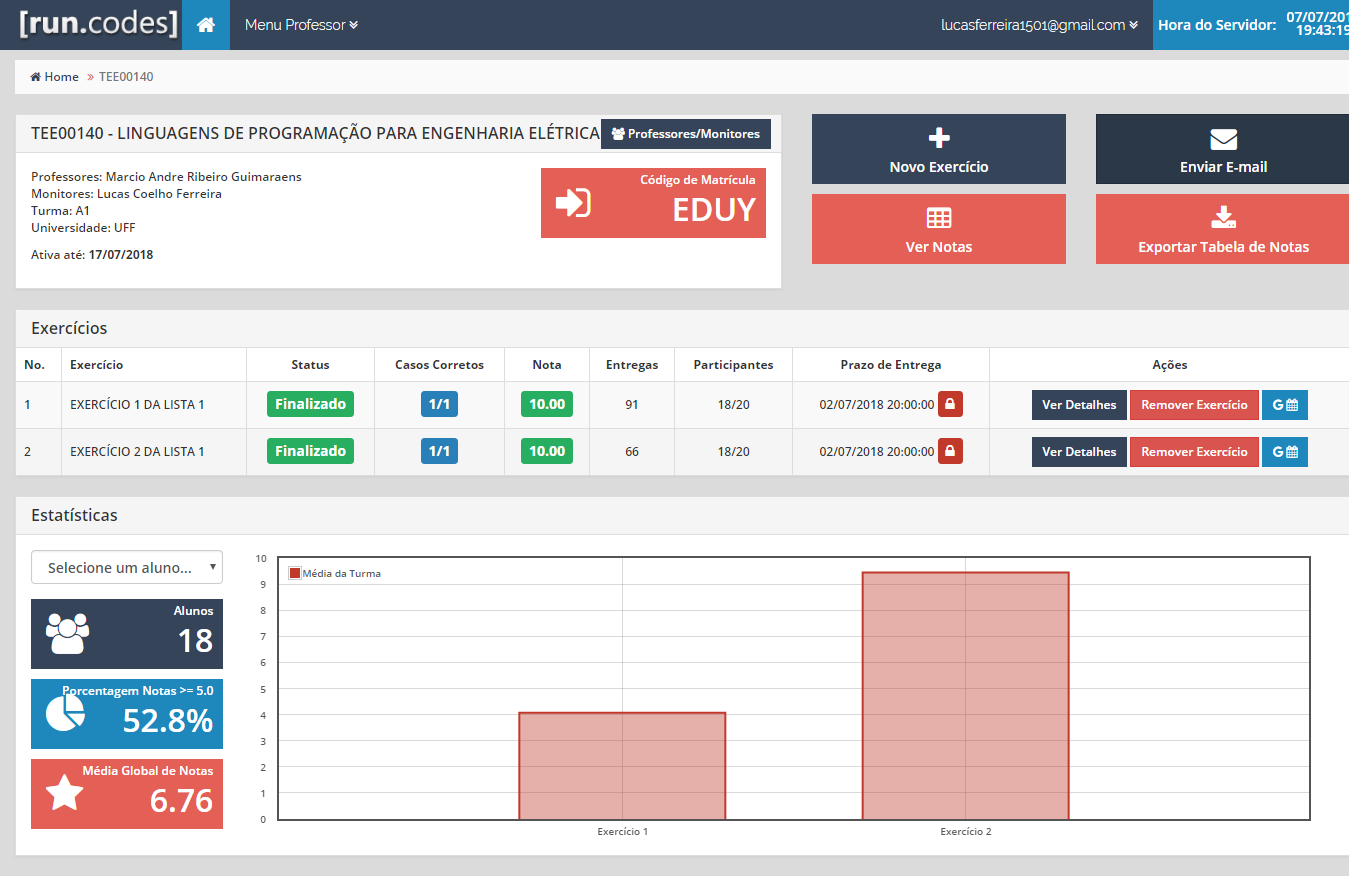 [run.codes]
Menu Professor
lucasferreira1501@gmail.com
Hora do Servidor:
07/07/201
19:43:19
Home » TEE00140
TEE00140 - LINGUAGENS DE PROGRAMAÇÃO PARA ENGENHARIA ELÉTRICA
Professores/Monitores
Professores: Marcio Andre Ribeiro Guimaraens
Monitores: Lucas Coelho Ferreira
Turma: A1
Universidade: UFF
Ativa até: 17/07/2018
Código de Matrícula
EDUY
Novo Exercício
Enviar E-mail
Ver Notas
Exportar Tabela de Notas
Exercícios
No. Exercício Status Casos Corretos Nota Entregas Participantes Prazo de Entrega Ações
1 EXERCÍCIO 1 DA LISTA 1 Finalizado 1/1 10.00 91 18/20 02/07/2018 20:00:00 Ver Detalhes Remover Exercício G
2 EXERCÍCIO 2 DA LISTA 1 Finalizado 1/1 10.00 66 18/20 02/07/2018 20:00:00 Ver Detalhes Remover Exercício G
Estatísticas
Selecione um aluno...
Alunos
18
Porcentagem Notas >= 5.0
52.8%
Média Global de Notas
6.76
Média da Turma
10
9
8
7
6
5
4
3
2
1
0
Exercício 1
Exercício 2